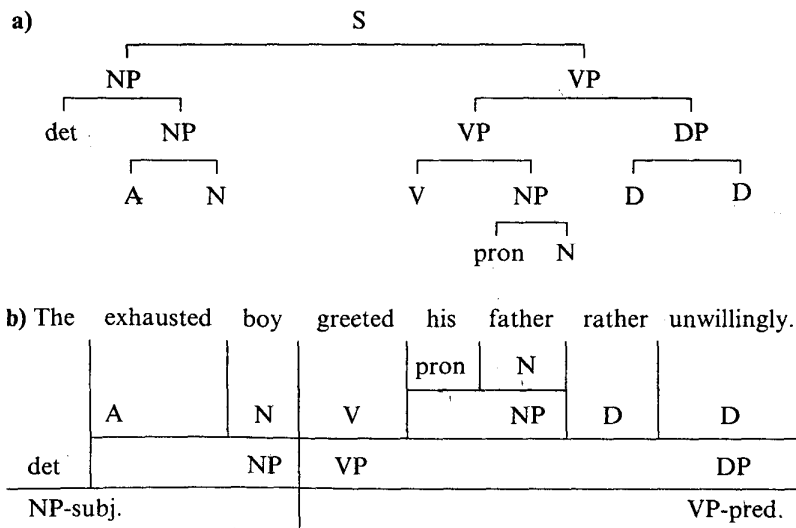 a) S
NP VP
det NP VP DP
A N V NP D D
pron N
b) The exhausted boy greeted his father rather unwillingly.
pron N
A N V NP D D
det NP VP DP
NP-subj. VP-pred.